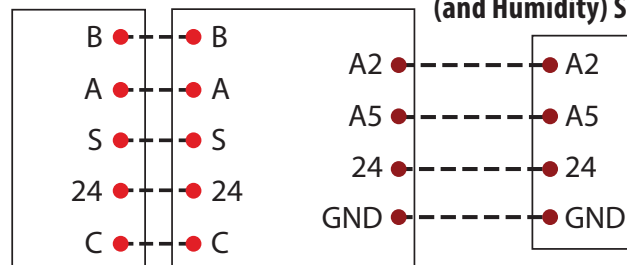 (and Humidity) S
B B
A A
S S
24 24
C C
A2 A2
A5 A5
24 24
GND GND